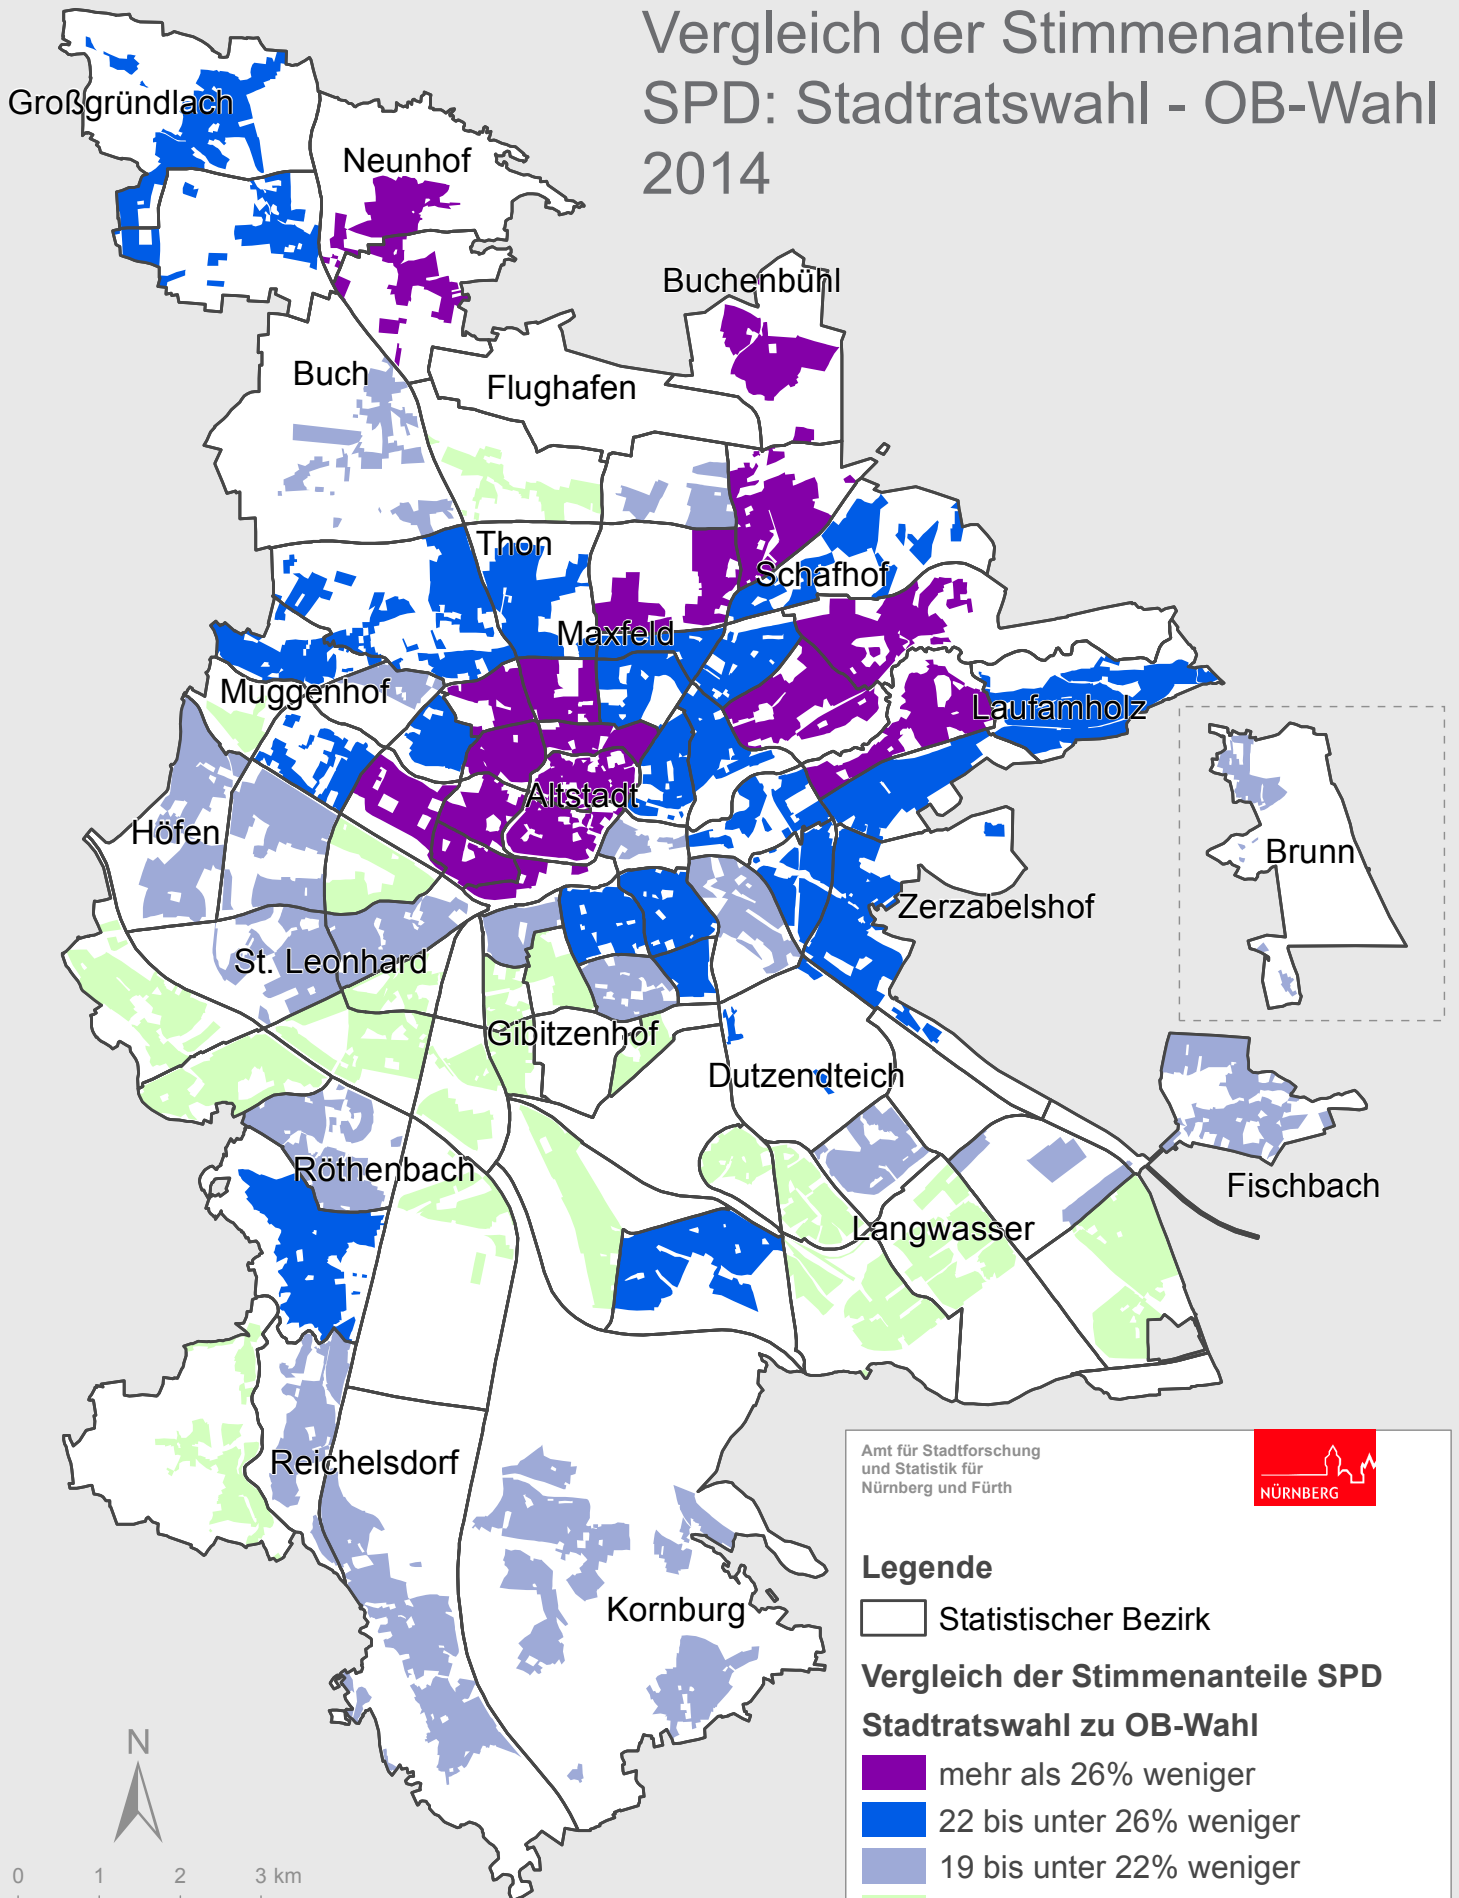 Vergleich der Stimmenanteile
SPD: Stadtratswahl - OB-Wahl
2014
Großgründlach
Neunhof
Buchenbühl
Buch
Flughafen
Thon
Schafhof
Maxfeld
Muggenhof
Laufamholz
Altstadt
Höfen
Brunn
Zerzabelshof
St. Leonhard
Gibitzenhof
Dutzendteich
Röthenbach
Fischbach
Langwasser
Reichelsdorf
Kornburg
Amt für Stadtforschung
und Statistik für
Nürnberg und Fürth
NÜRNBERG
Legende
Statistischer Bezirk
Vergleich der Stimmenanteile SPD
Stadtratswahl zu OB-Wahl
mehr als 26% weniger
22 bis unter 26% weniger
19 bis unter 22% weniger
N
0 1 2 3 km